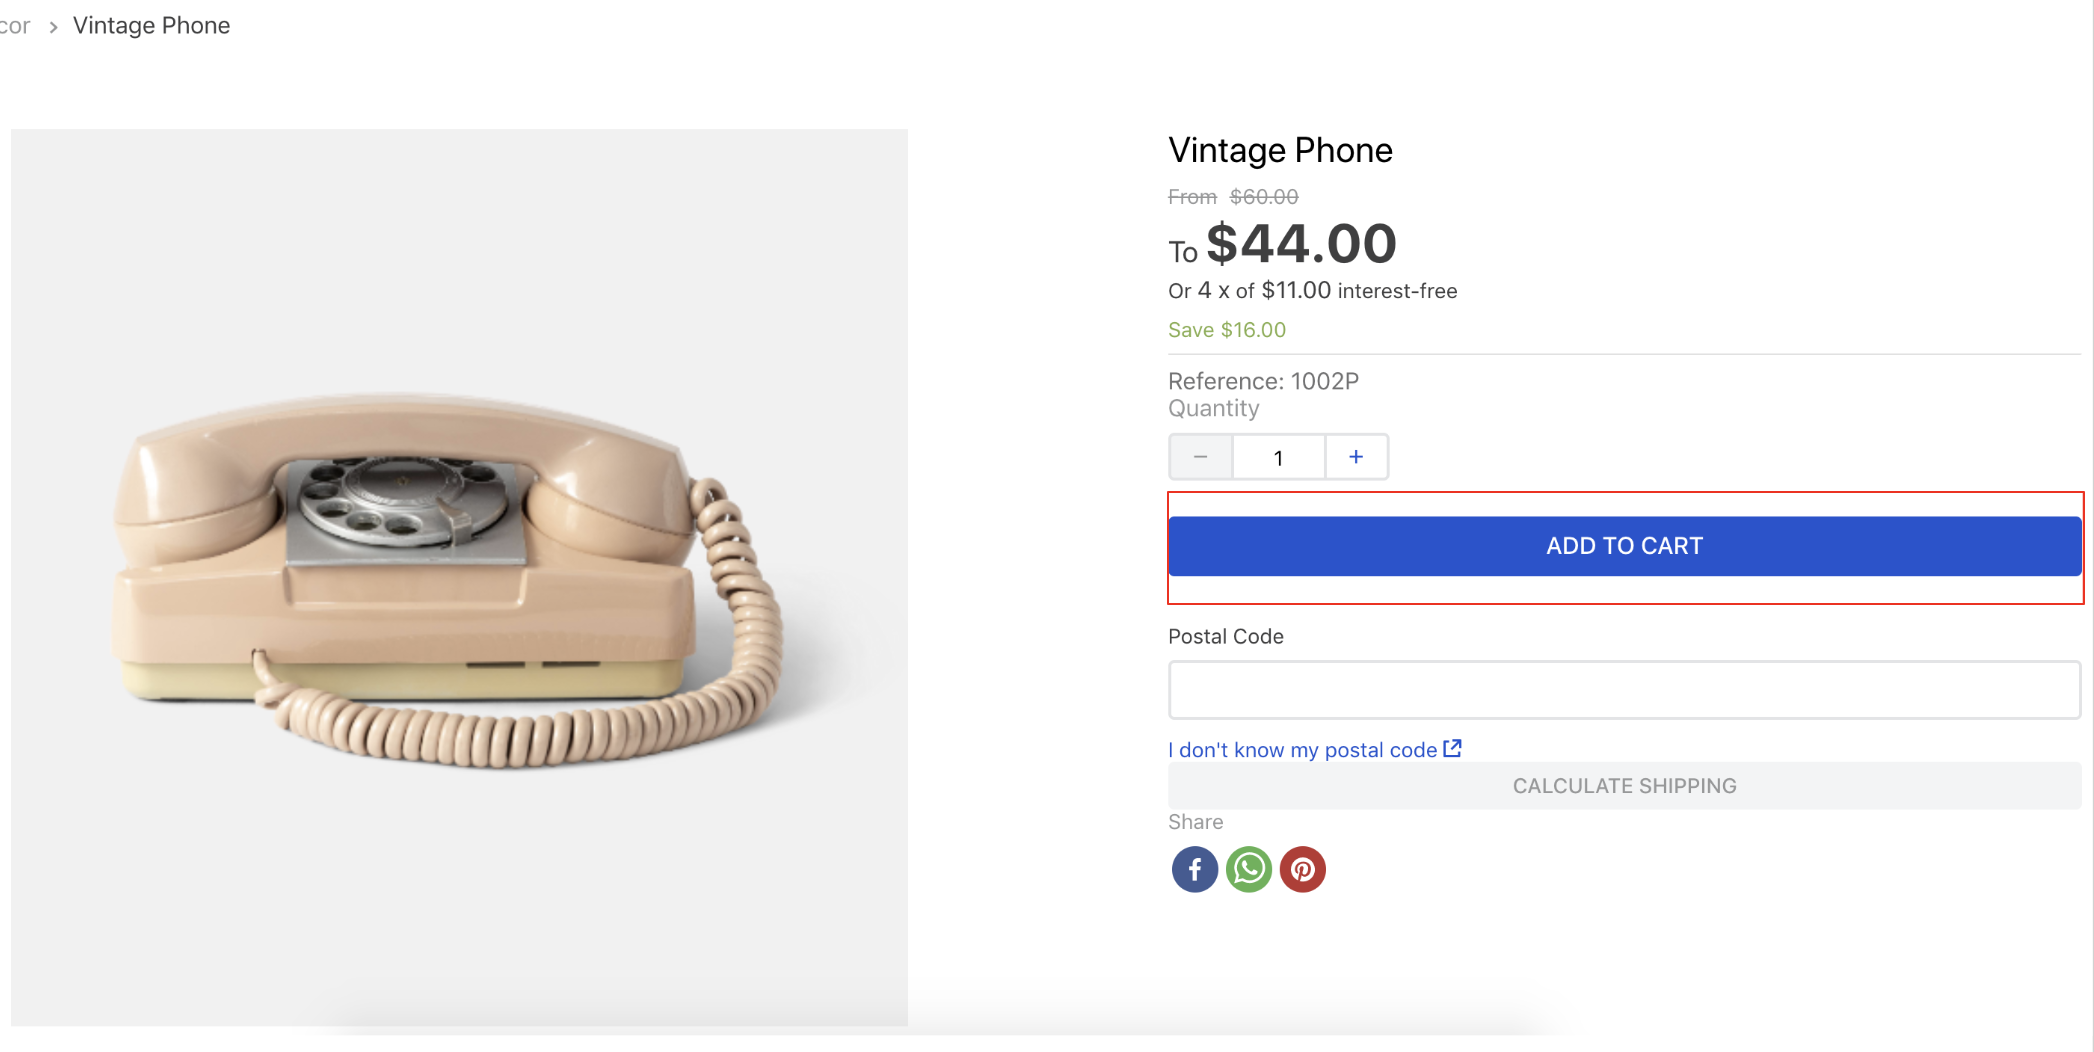 cor > Vintage Phone
Vintage Phone
From $60.00
To $44.00
Or 4 x of $11.00 interest-free
Save $16.00
Reference: 1002P
Quantity
− 1 +
ADD TO CART
Postal Code
I don't know my postal code
CALCULATE SHIPPING
Share